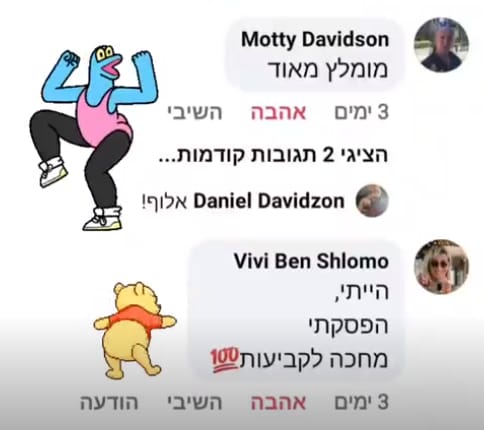 Motty Davidson
מומלץ מאוד
3 ימים אהבה השיבי
הציגי 2 תגובות קודמות...
Daniel Davidzon אלוף!
Vivi Ben Shlomo
הייתי,
הפסקתי
מחכה לקביעות💯
3 ימים אהבה השיבי הודעה